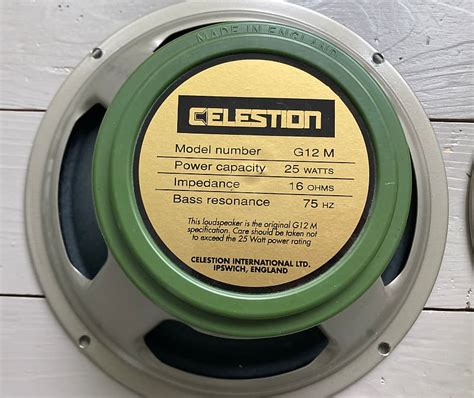 MADE IN ENGLAND
CELESTION
Model number G12 M
Power capacity 25 WATTS
Impedance 16 OHMS
Bass resonance 75 HZ
This loudspeaker is the original G12 M
specification. Care should be taken not
to exceed the 25 Watt power rating
CELESTION INTERNATIONAL LTD.
IPSWICH, ENGLAND